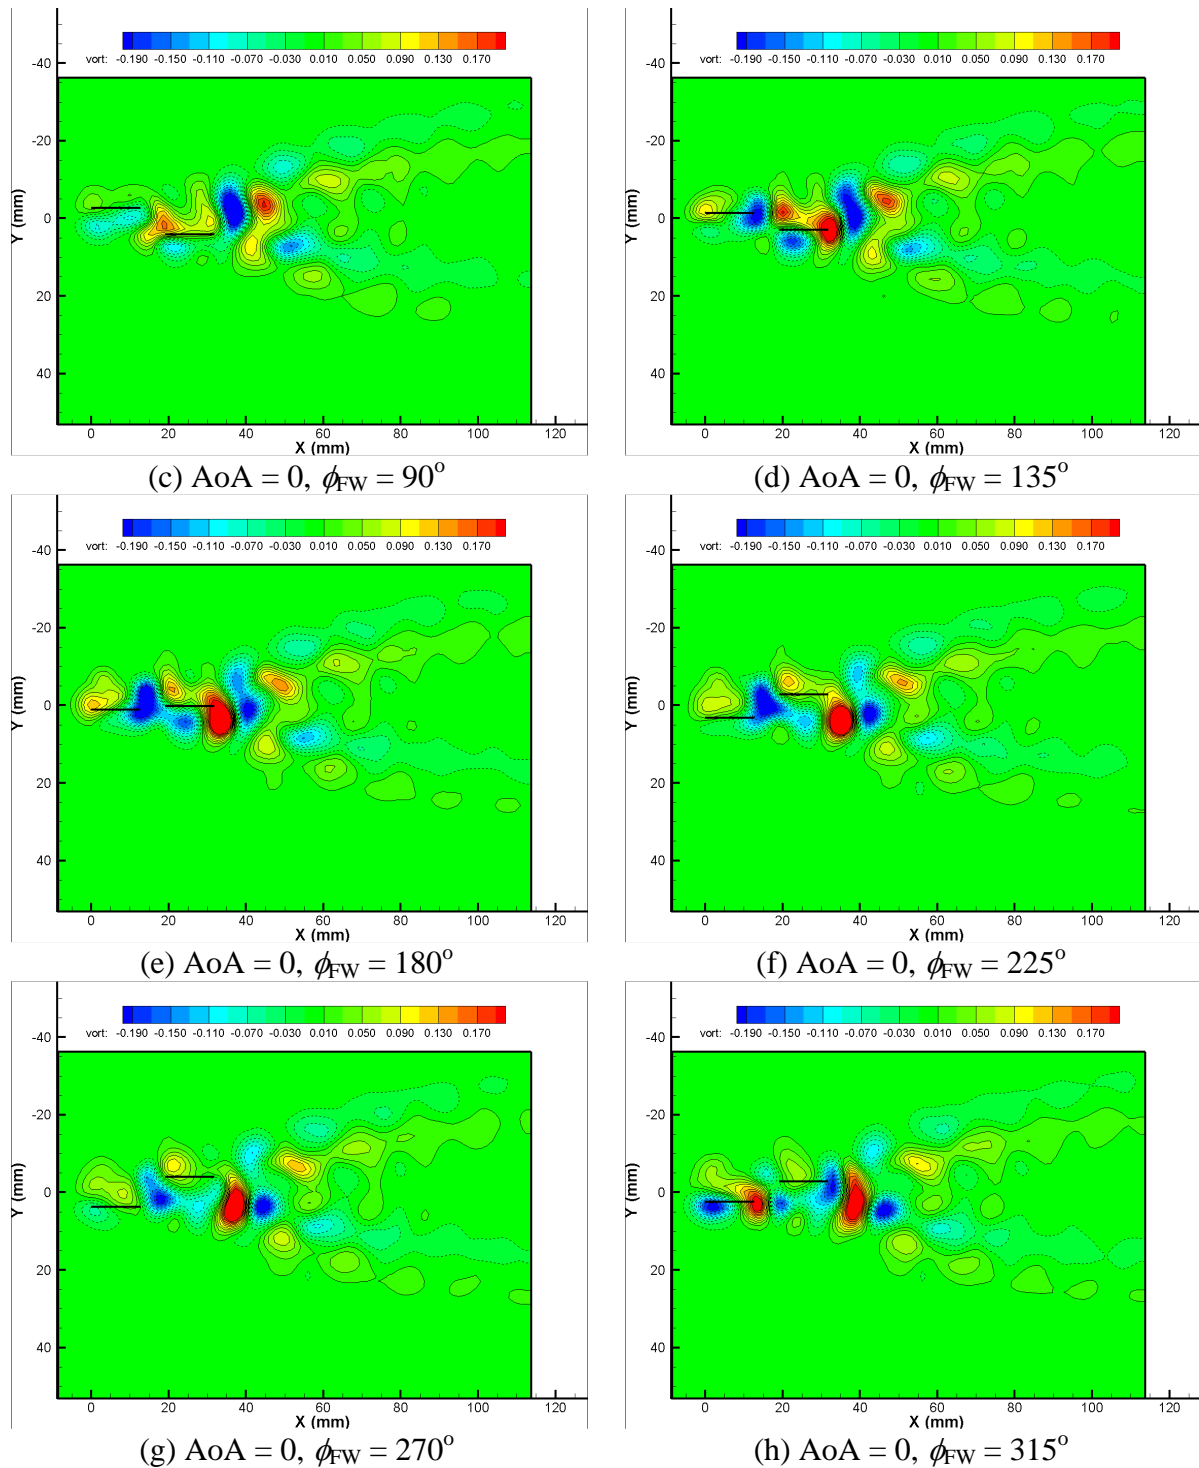 vort: -0.190 -0.150 -0.110 -0.070 -0.030 0.010 0.050 0.090 0.130 0.170
-40
-20
0
20
40
Y (mm)
0 20 40 60 80 100 120
X (mm)
(c) AoA = 0, ϕFW = 90o
vort: -0.190 -0.150 -0.110 -0.070 -0.030 0.010 0.050 0.090 0.130 0.170
-40
-20
0
20
40
Y (mm)
0 20 40 60 80 100 120
X (mm)
(d) AoA = 0, ϕFW = 135o
vort: -0.190 -0.150 -0.110 -0.070 -0.030 0.010 0.050 0.090 0.130 0.170
-40
-20
0
20
40
Y (mm)
0 20 40 60 80 100 120
X (mm)
(e) AoA = 0, ϕFW = 180o
vort: -0.190 -0.150 -0.110 -0.070 -0.030 0.010 0.050 0.090 0.130 0.170
-40
-20
0
20
40
Y (mm)
0 20 40 60 80 100 120
X (mm)
(f) AoA = 0, ϕFW = 225o
vort: -0.190 -0.150 -0.110 -0.070 -0.030 0.010 0.050 0.090 0.130 0.170
-40
-20
0
20
40
Y (mm)
0 20 40 60 80 100 120
X (mm)
(g) AoA = 0, ϕFW = 270o
vort: -0.190 -0.150 -0.110 -0.070 -0.030 0.010 0.050 0.090 0.130 0.170
-40
-20
0
20
40
Y (mm)
0 20 40 60 80 100 120
X (mm)
(h) AoA = 0, ϕFW = 315o